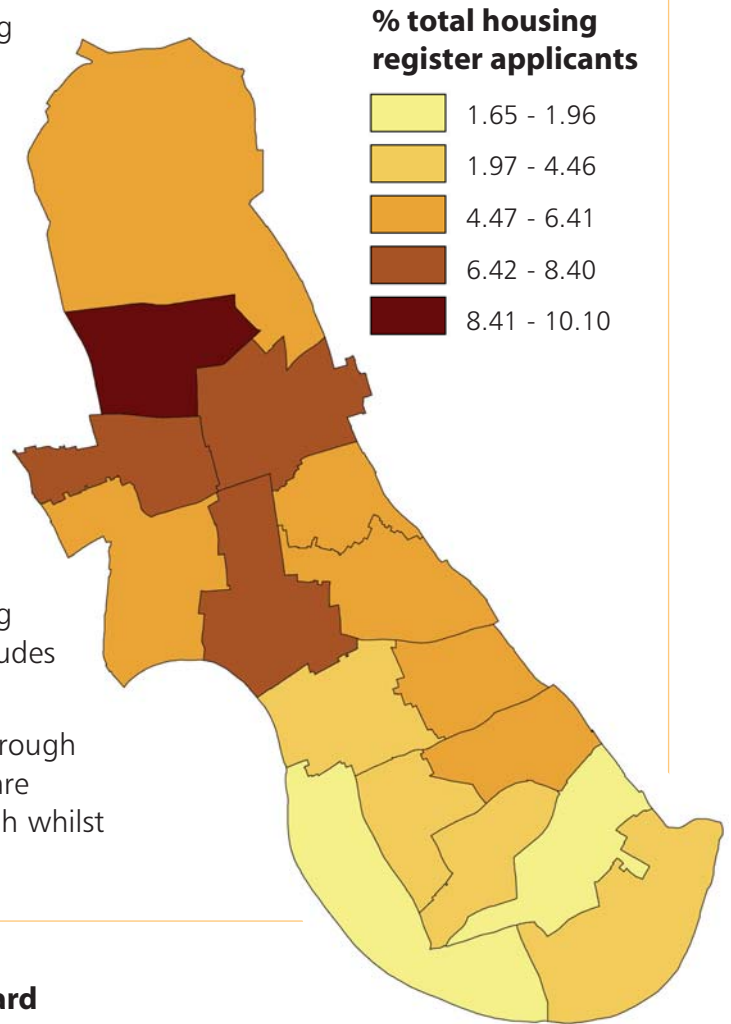 g
% total housing
register applicants
1.65 - 1.96
1.97 - 4.46
4.47 - 6.41
6.42 - 8.40
8.41 - 10.10
g
udes
rough
are
h whilst
ard